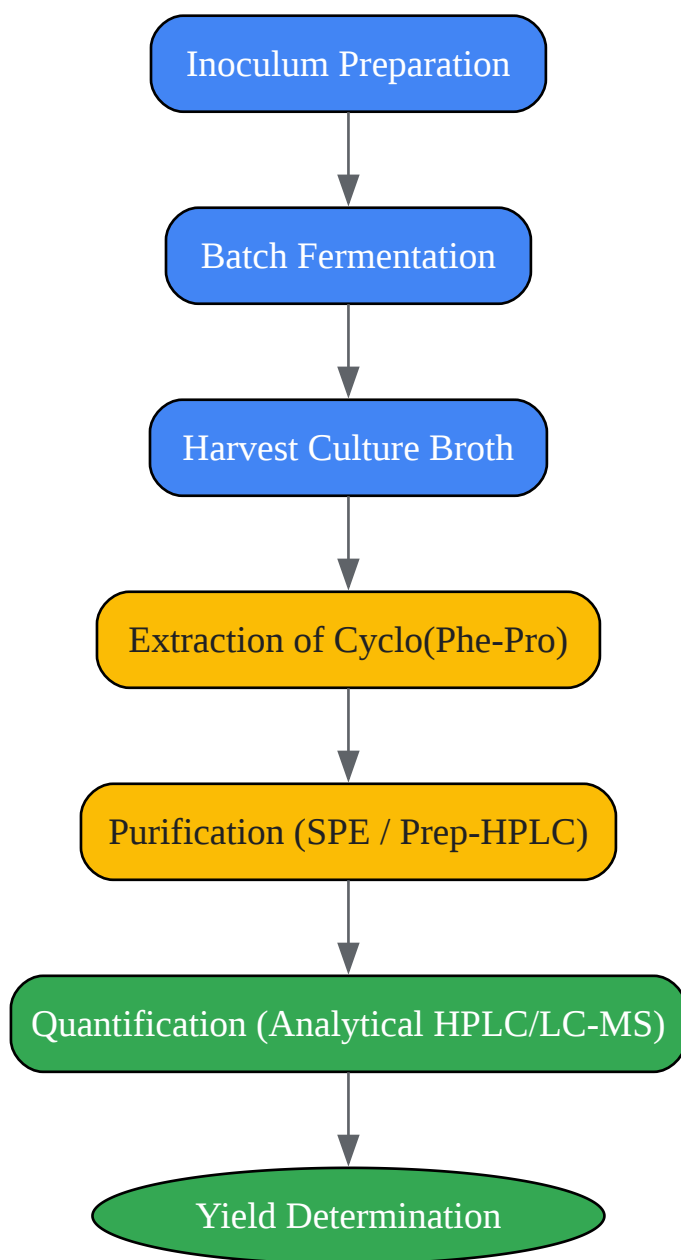 Inoculum Preparation
Batch Fermentation
Harvest Culture Broth
Extraction of Cyclo(Phe-Pro)
Purification (SPE / Prep-HPLC)
Quantification (Analytical HPLC/LC-MS)
Yield Determination